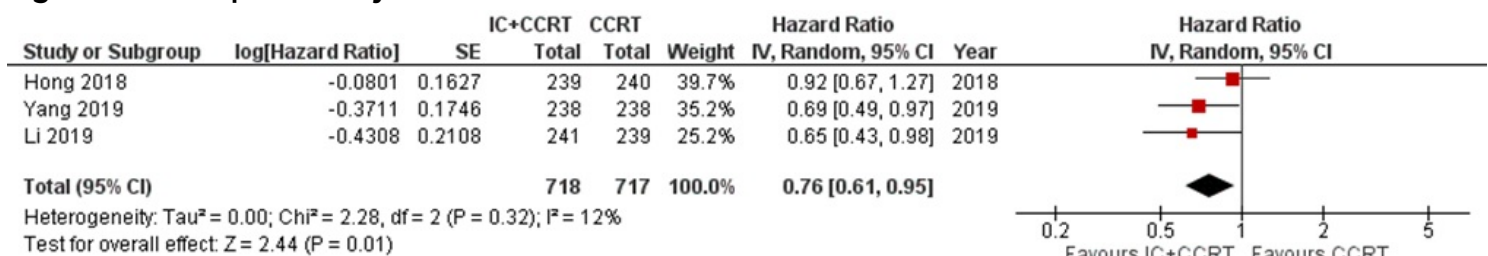 IC+CCRT CCRT Hazard Ratio Hazard Ratio
Study or Subgroup log[Hazard Ratio] SE Total Total Weight IV, Random, 95% CI Year IV, Random, 95% CI
Hong 2018 -0.0801 0.1627 239 240 39.7% 0.92 [0.67, 1.27] 2018
Yang 2019 -0.3711 0.1746 238 238 35.2% 0.69 [0.49, 0.97] 2019
Li 2019 -0.4308 0.2108 241 239 25.2% 0.65 [0.43, 0.98] 2019
Total (95% CI) 718 717 100.0% 0.76 [0.61, 0.95]
Heterogeneity: Tau² = 0.00; Chi² = 2.28, df = 2 (P = 0.32); I² = 12%
Test for overall effect: Z = 2.44 (P = 0.01)
0.2 0.5 1 2 5
Favours IC+CCRT Favours CCRT